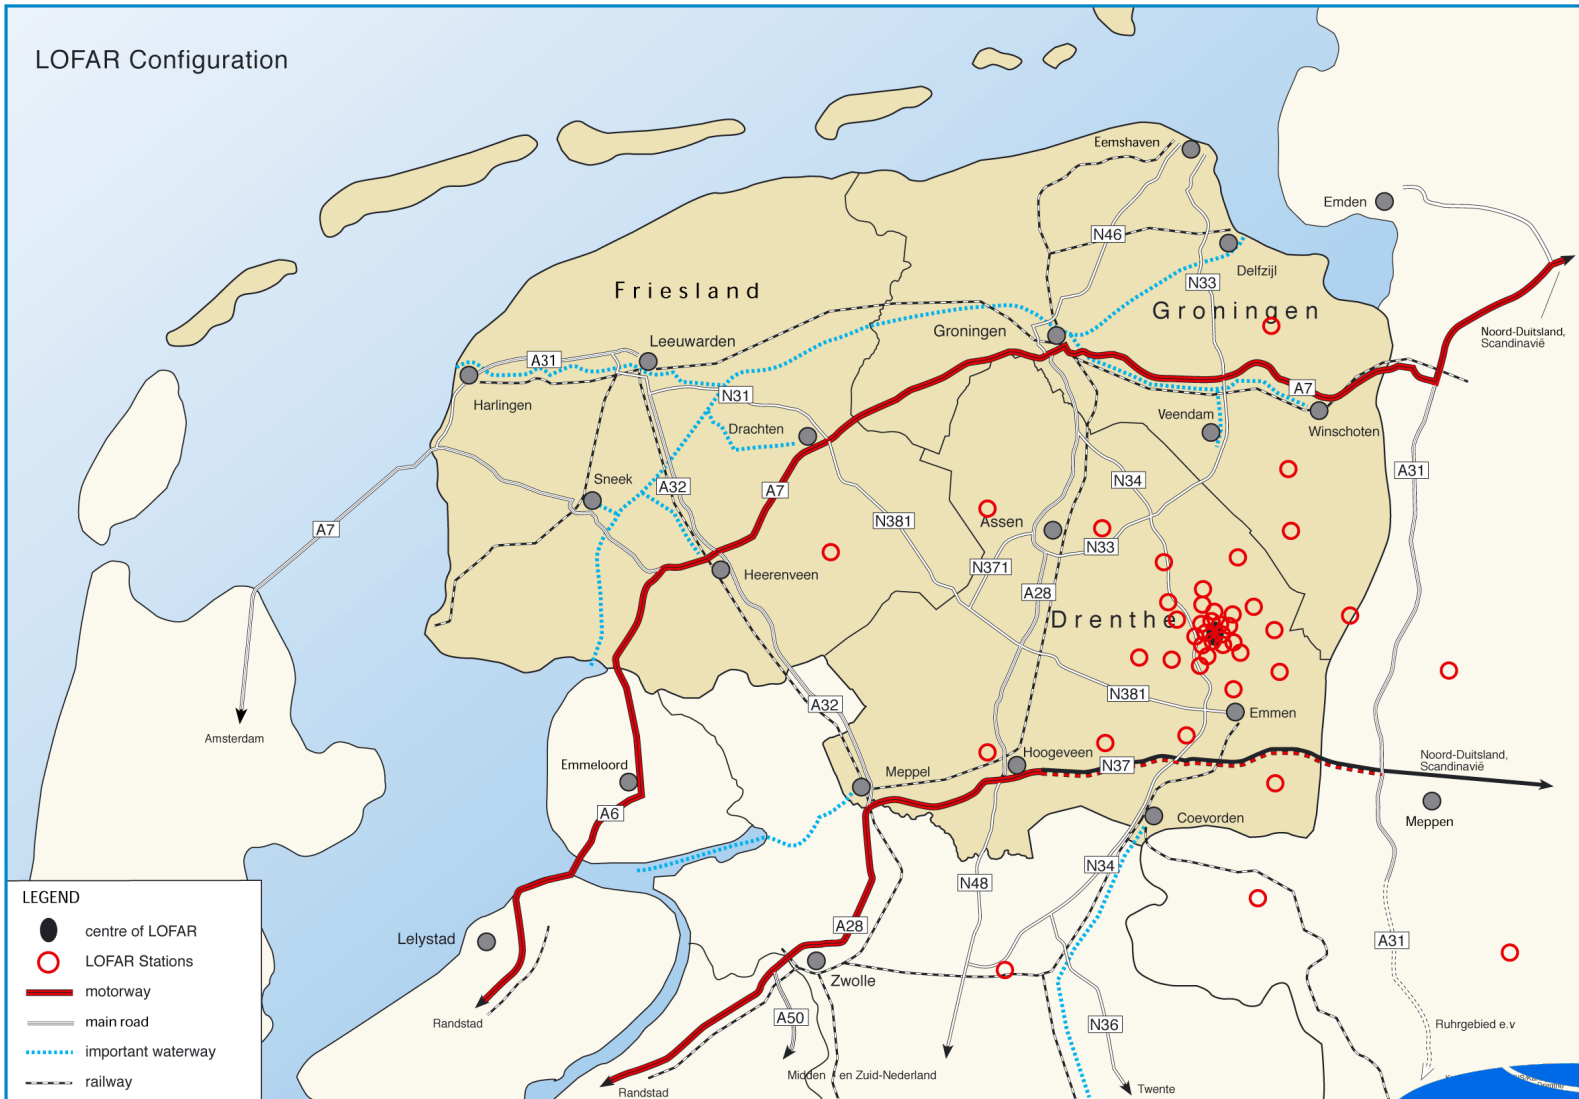 LOFAR Configuration
Eemshaven
Emden
N46
Delfzijl
N33
Friesland
Groningen
Groningen
Noord-Duitsland,
Scandinavië
Leeuwarden
A31
Harlingen
N31
A7
Veendam
Winschoten
Drachten
A31
Sneek
A32
A7
N34
A7
N381
Assen
N33
Heerenveen
N371
A28
Drenthe
N381
A32
Emmen
Amsterdam
Emmeloord
Meppel
Hoogeveen
N37
Noord-Duitsland,
Scandinavië
A6
Coevorden
Meppen
N34
N48
LEGEND
centre of LOFAR
LOFAR Stations
motorway
main road
important waterway
railway
Lelystad
A28
A31
Zwolle
Randstad
A50
N36
Ruhrgebied e.v
Midden en Zuid-Nederland
Randstad
Twente